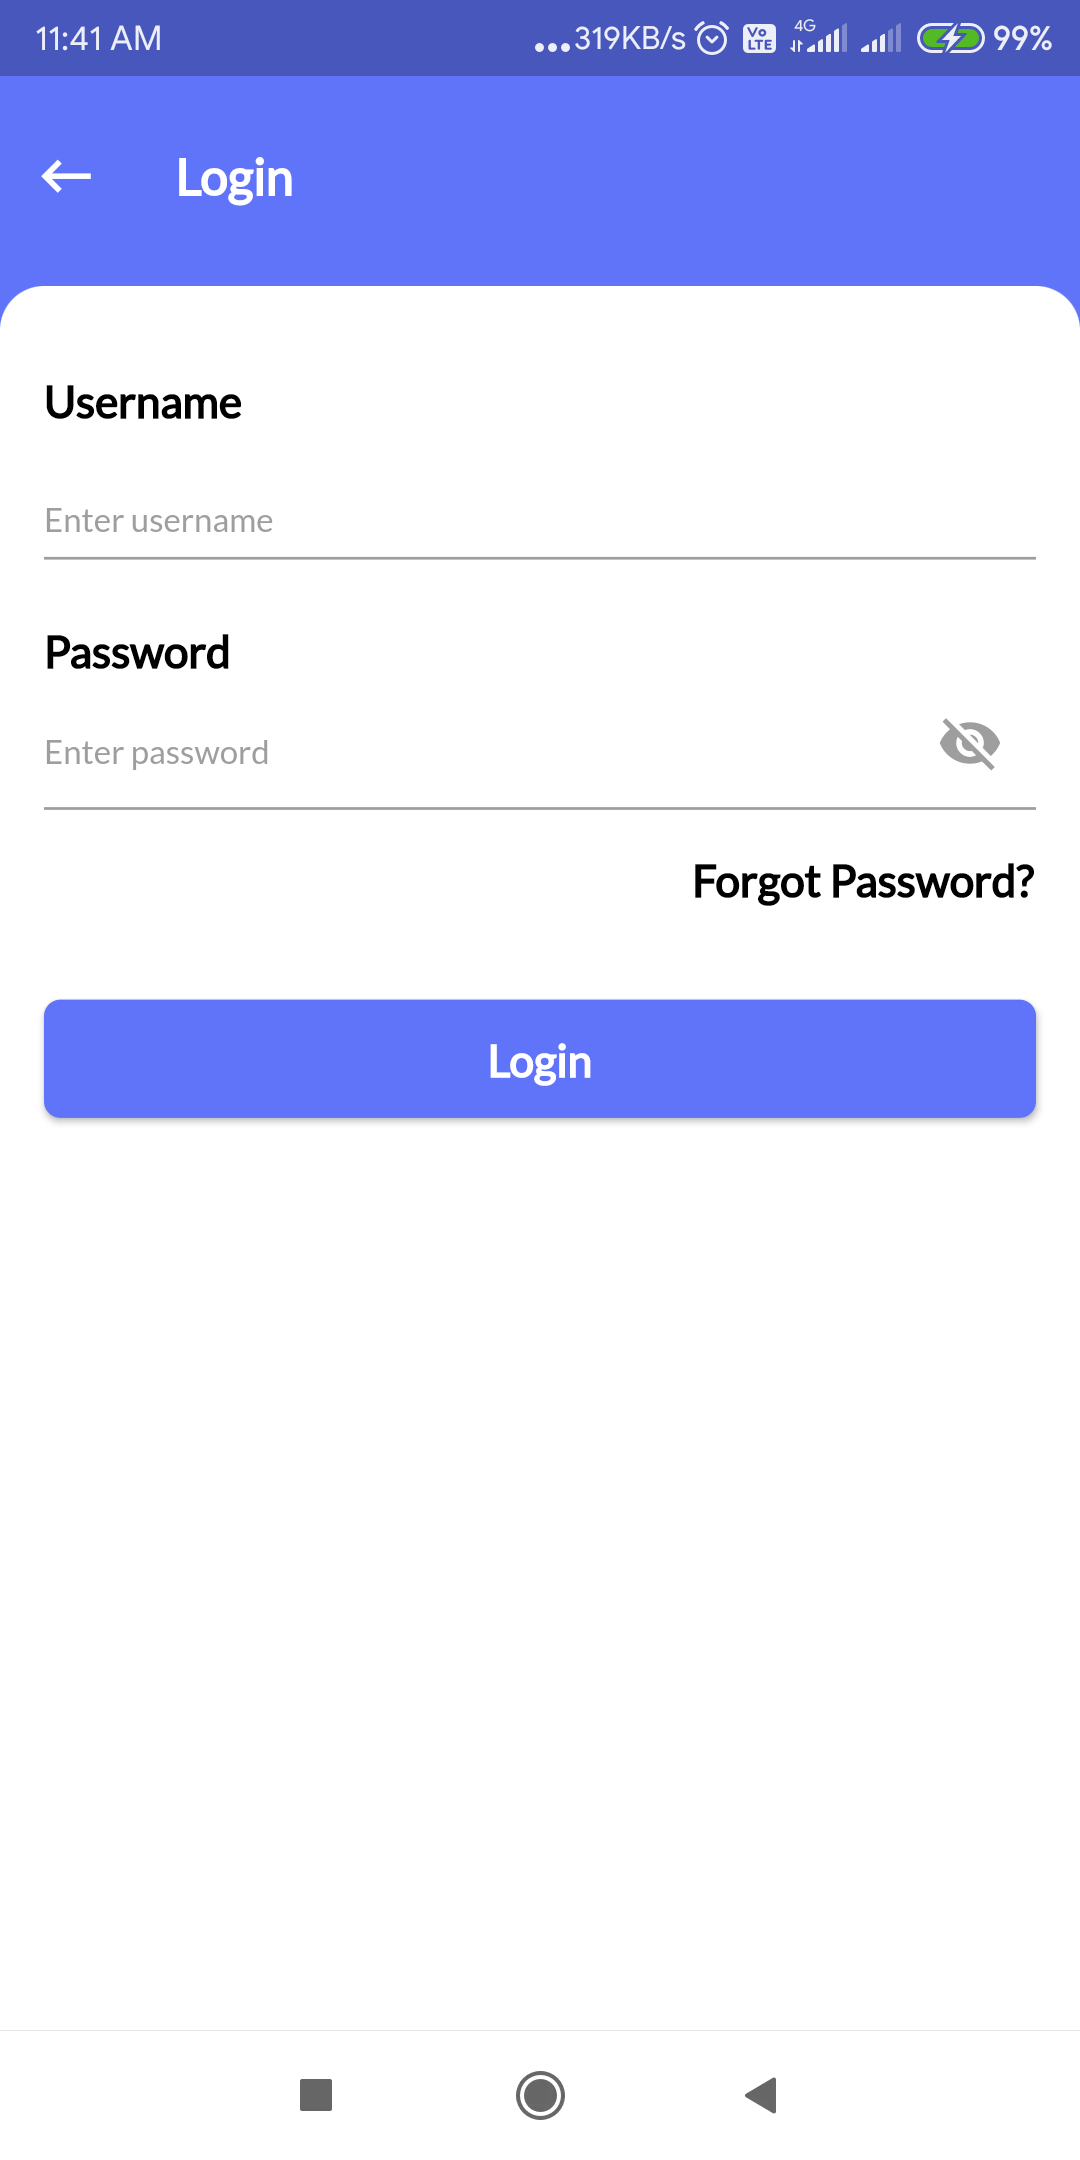 11:41 AM ...319KB/s Vo LTE 4G 99%
Login
Username
Enter username
Password
Enter password
Forgot Password?
Login